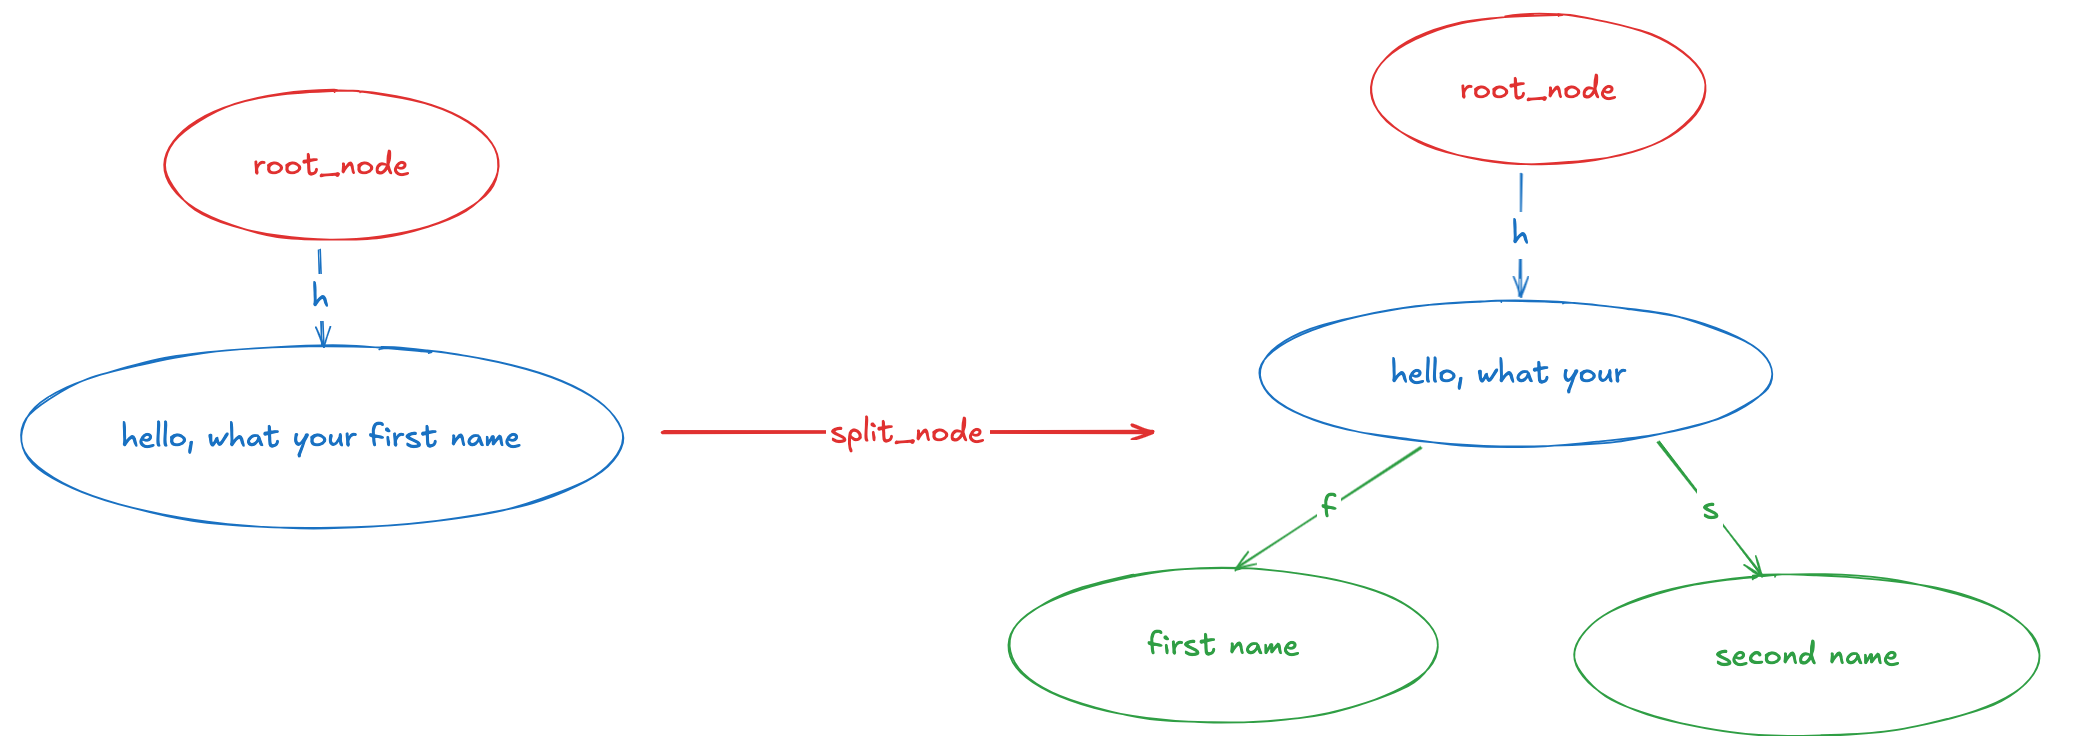 root_node
h
hello, what your first name
split_node
root_node
h
hello, what your
f
s
first name
second name